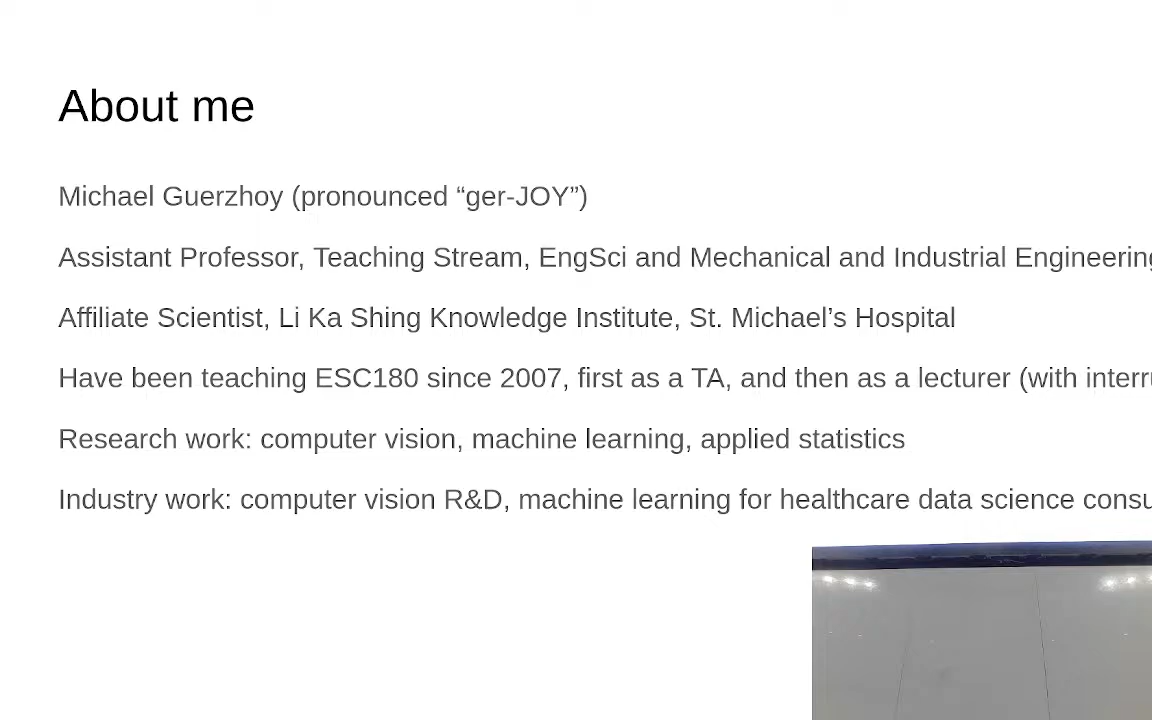 About me
Michael Guerzhoy (pronounced “ger-JOY”)
Assistant Professor, Teaching Stream, EngSci and Mechanical and Industrial Engineering
Affiliate Scientist, Li Ka Shing Knowledge Institute, St. Michael’s Hospital
Have been teaching ESC180 since 2007, first as a TA, and then as a lecturer (with
Research work: computer vision, machine learning, applied statistics
Industry work: computer vision R&D, machine learning for healthcare data science